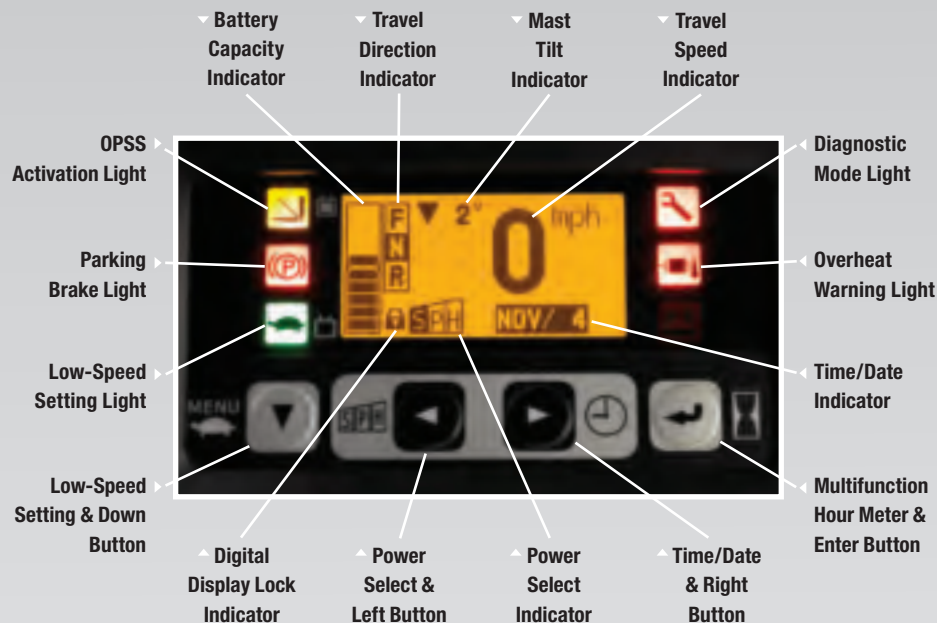 Battery
Capacity
Indicator
Travel
Direction
Indicator
Mast
Tilt
Indicator
Travel
Speed
Indicator
OPSS
Activation Light
Parking
Brake Light
Low-Speed
Setting Light
Low-Speed
Setting & Down
Button
Diagnostic
Mode Light
Overheat
Warning Light
Time/Date
Indicator
Multifunction
Hour Meter &
Enter Button
F
N
R
2°
0
mph
(P)
SPH
NOV/ 4
MENU
SPH
Digital
Display Lock
Indicator
Power
Select &
Left Button
Power
Select
Indicator
Time/Date
& Right
Button